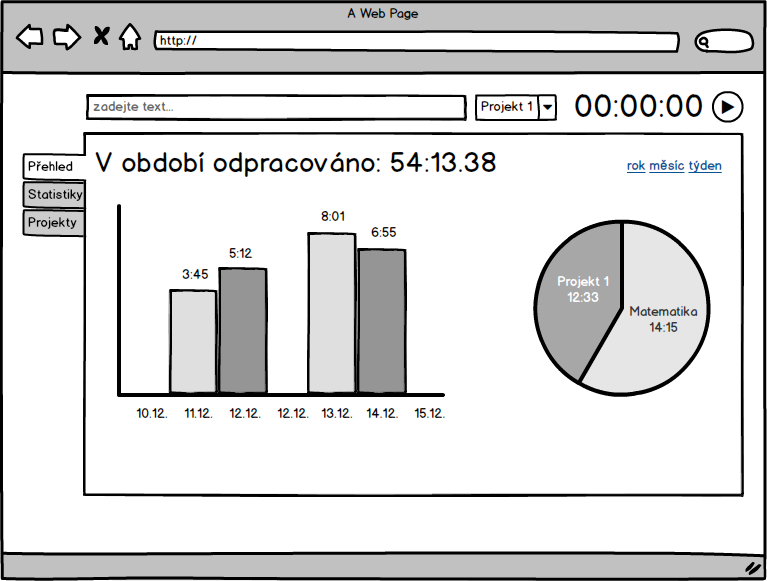 A Web Page
http://
zadejte text...
Projekt 1
00:00:00
Přehled
Statistiky
Projekty
V období odpracováno: 54:13.38
rok měsíc týden
3:45
5:12
8:01
6:55
10.12. 11.12. 12.12. 12.12. 13.12. 14.12. 15.12.
Projekt 1
12:33
Matematika
14:15